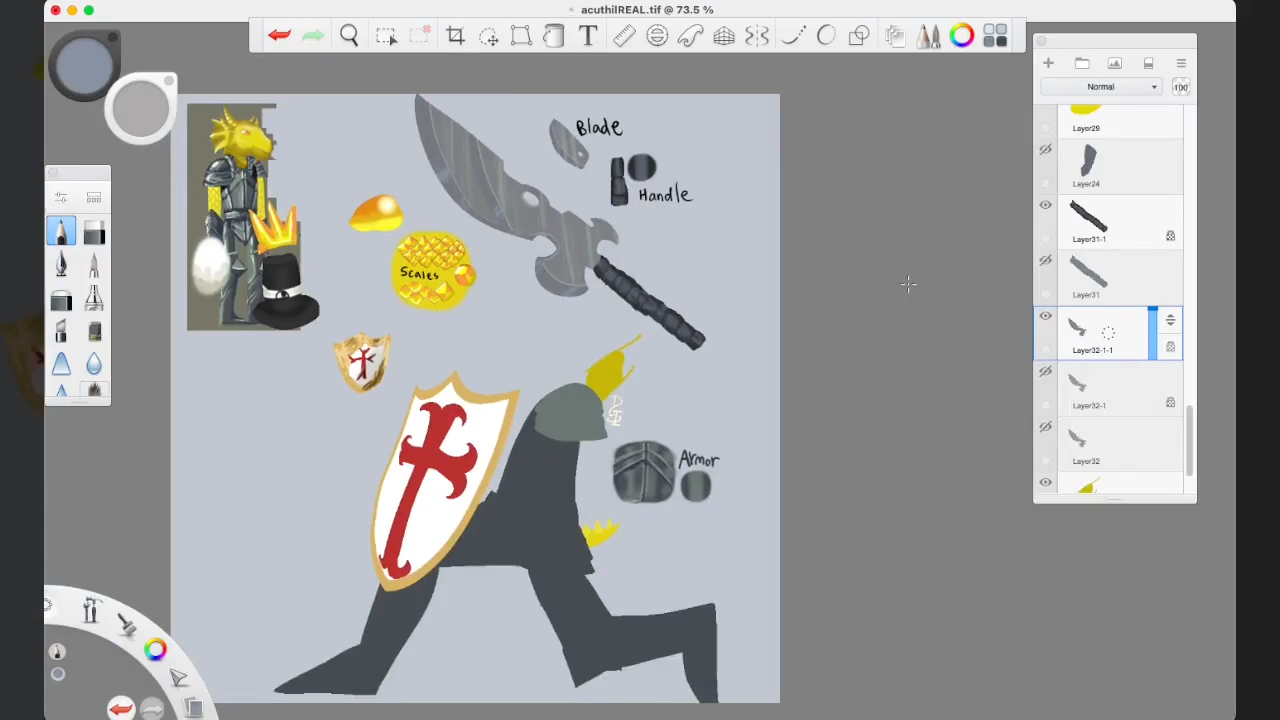 acuthilREAL.tif @ 73.5 %
T
Normal
100
Layer29
Layer24
Layer31-1
Layer31
Layer32-1-1
Layer32-1
Layer32
Blade
Handle
Scales
Armor